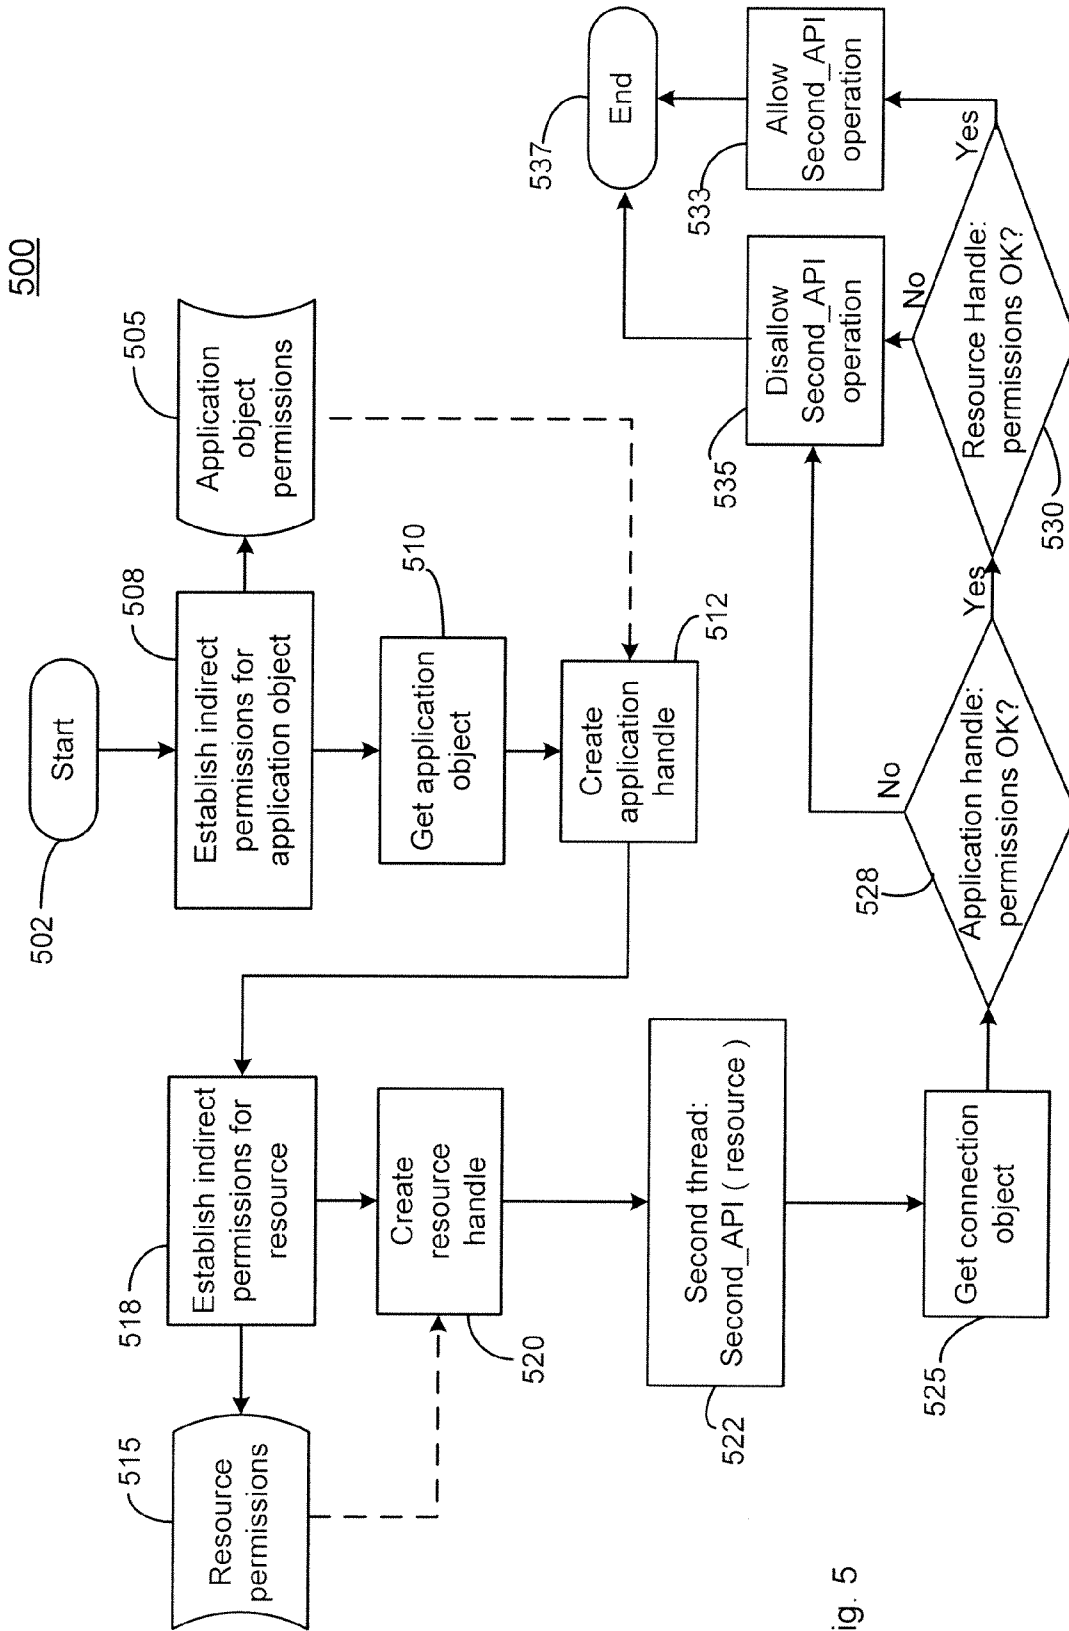 500
Start
502
Establish indirect
permissions for
application object
508
Application
object
permissions
505
Get application
object
510
Create
application
handle
512
Establish indirect
permissions for
resource
518
Resource
permissions
515
Create
resource
handle
520
Second thread:
Second_API ( resource )
522
Get connection
object
525
Application handle:
permissions OK?
528
No
Yes
Resource Handle:
permissions OK?
530
No
Yes
Disallow
Second_API
operation
535
Allow
Second_API
operation
533
End
537
ig. 5